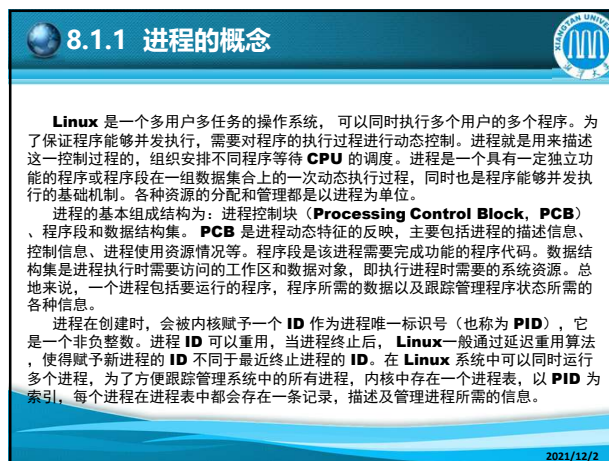 8.1.1 进程的概念
XIANGTAN UNIVER
Linux 是一个多用户多任务的操作系统， 可以同时执行多个用户的多个程序。为
了保证程序能够并发执行，需要对程序的执行过程进行动态控制。进程就是用来描述
这一控制过程的，组织安排不同程序等待 CPU 的调度。进程是一个具有一定独立功
能的程序或程序段在一组数据集合上的一次动态执行过程，同时也是程序能够并发执
行的基础机制。各种资源的分配和管理都是以进程为单位。
进程的基本组成结构为：进程控制块（Processing Control Block，PCB）
、程序段和数据结构集。 PCB 是进程动态特征的反映，主要包括进程的描述信息、
控制信息、进程使用资源情况等。程序段是该进程需要完成功能的程序代码。数据结
构集是进程执行时需要访问的工作区和数据对象，即执行进程时需要的系统资源。总
地来说，一个进程包括要运行的程序，程序所需的数据以及跟踪管理程序状态所需的
各种信息。
进程在创建时，会被内核赋予一个 ID 作为进程唯一标识号（也称为 PID），它
是一个非负整数。进程 ID 可以重用，当进程终止后， Linux一般通过延迟重用算法
，使得赋予新进程的 ID 不同于最近终止进程的 ID。在 Linux 系统中可以同时运行
多个进程，为了方便跟踪管理系统中的所有进程，内核中存在一个进程表，以 PID 为
索引，每个进程在进程表中都会存在一条记录，描述及管理进程所需的信息。
2021/12/2